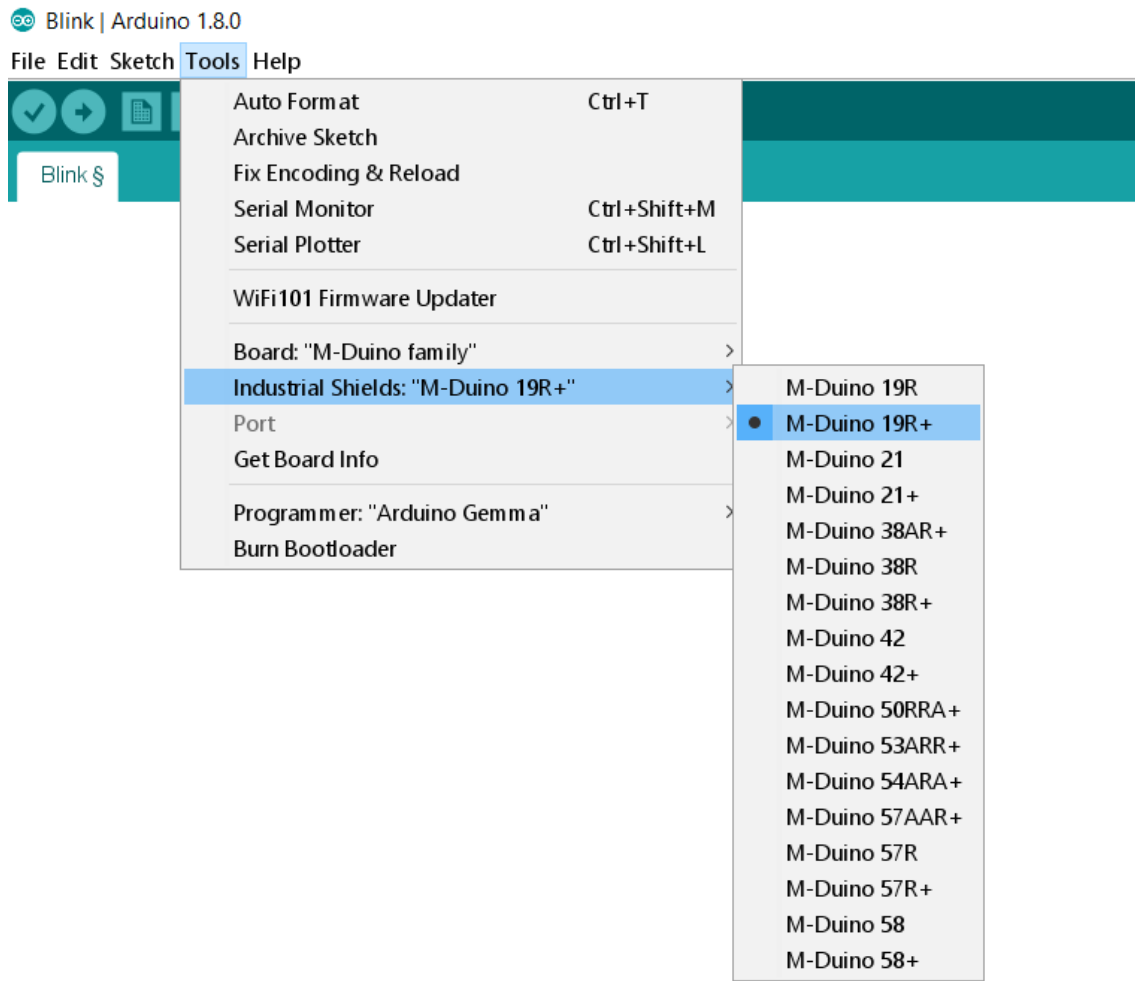 Blink | Arduino 1.8.0
File Edit Sketch Tools Help
Blink §
Auto Format Ctrl+T
Archive Sketch
Fix Encoding & Reload
Serial Monitor Ctrl+Shift+M
Serial Plotter Ctrl+Shift+L
WiFi101 Firmware Updater
Board: "M-Duino family"
Industrial Shields: "M-Duino 19R+"
Port
Get Board Info
Programmer: "Arduino Gemma"
Burn Bootloader
M-Duino 19R
M-Duino 19R+
M-Duino 21
M-Duino 21+
M-Duino 38AR+
M-Duino 38R
M-Duino 38R+
M-Duino 42
M-Duino 42+
M-Duino 50RRA+
M-Duino 53ARR+
M-Duino 54ARA+
M-Duino 57AAR+
M-Duino 57R
M-Duino 57R+
M-Duino 58
M-Duino 58+